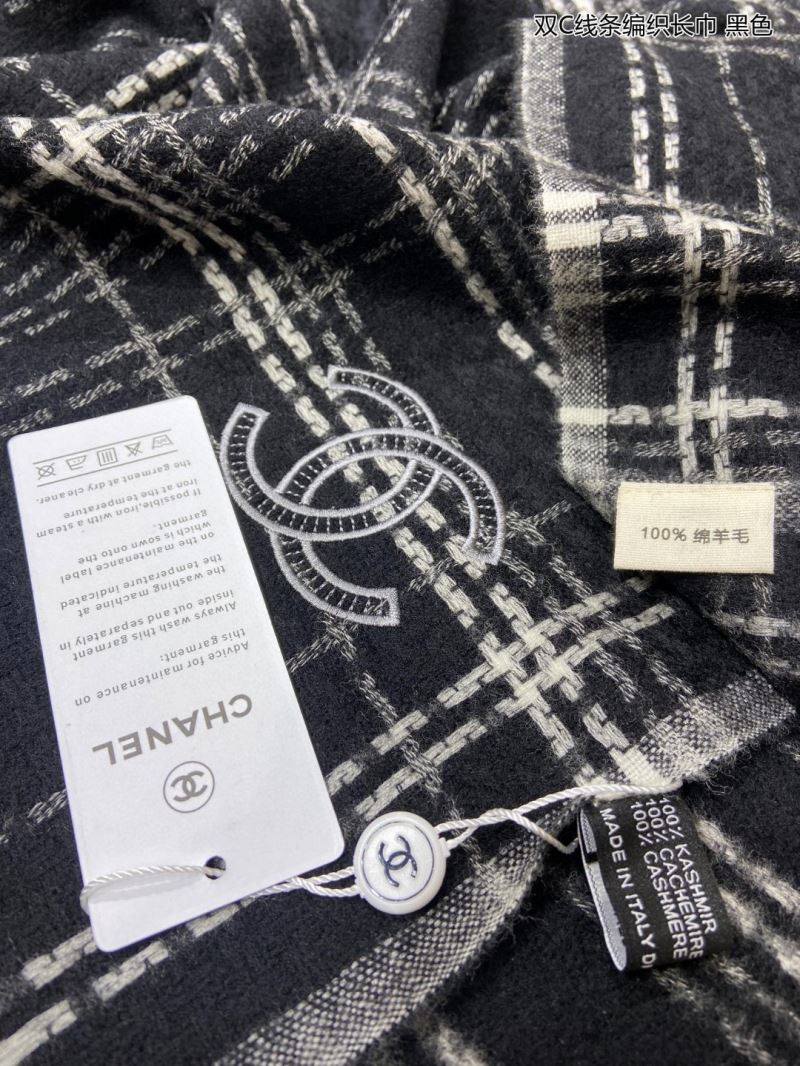 双C线条编织长巾 黑色
100% 绵羊毛
CHANEL
Advice for maintenance on
this garment:
Always wash this garment
inside out and separately in
the washing machine at
the temperature indicated
on the maintenance label
which is sown onto the
garment.
If possible,iron with a steam
iron at the temperature
the garment at dry cleaner.
100% KASHMIR
100% CACHEMIRE
100% CASHMERE
MADE IN ITALY DI